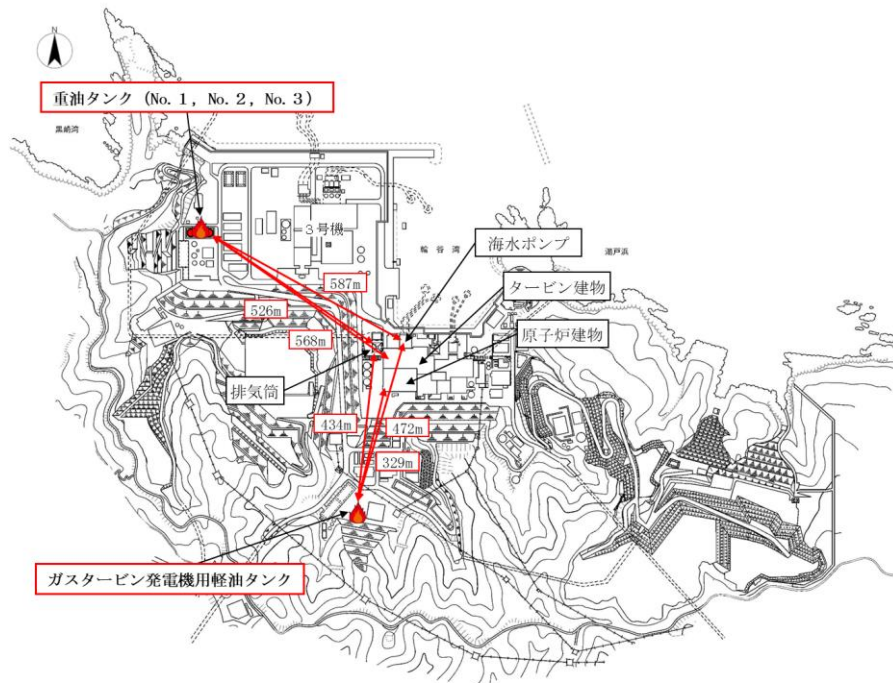 N
重油タンク（No.1，No.2，No.3）
黒崎湾
3号機
輪谷湾
海水ポンプ
瀬戸浜
587m
タービン建物
526m
原子炉建物
568m
排気筒
434m
472m
329m
ガスタービン発電機用軽油タンク